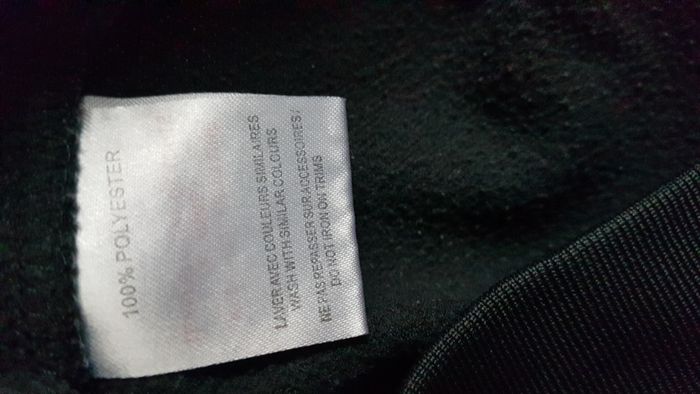 100% POLYESTER
LAVER AVEC COULEURS SIMILAIRES
WASH WITH SIMILAR COLOURS
NE PAS REPASSER SUR ACCESSOIRES /
DO NOT IRON ON TRIMS